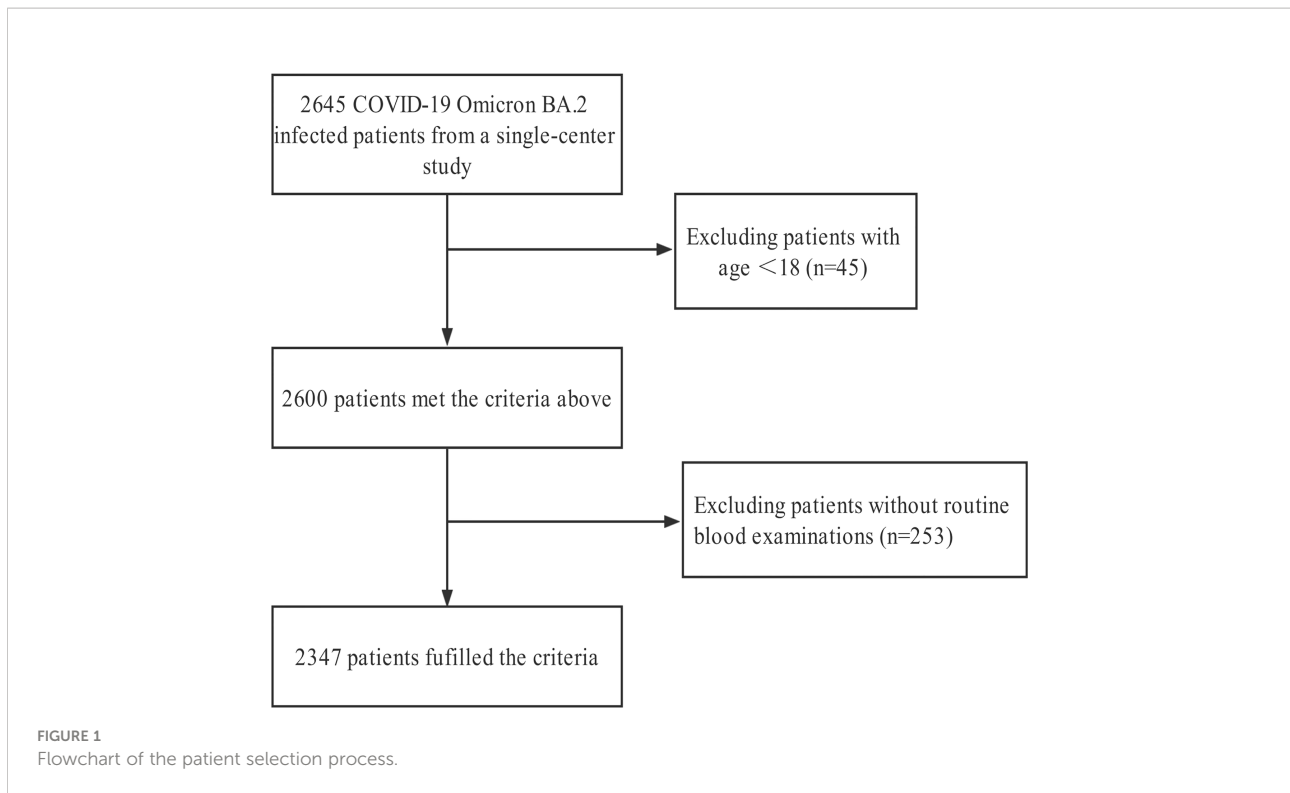 2645 COVID-19 Omicron BA.2
infected patients from a single-center
study
Excluding patients with
age <18 (n=45)
2600 patients met the criteria above
Excluding patients without routine
blood examinations (n=253)
2347 patients fufilled the criteria
FIGURE 1
Flowchart of the patient selection process.